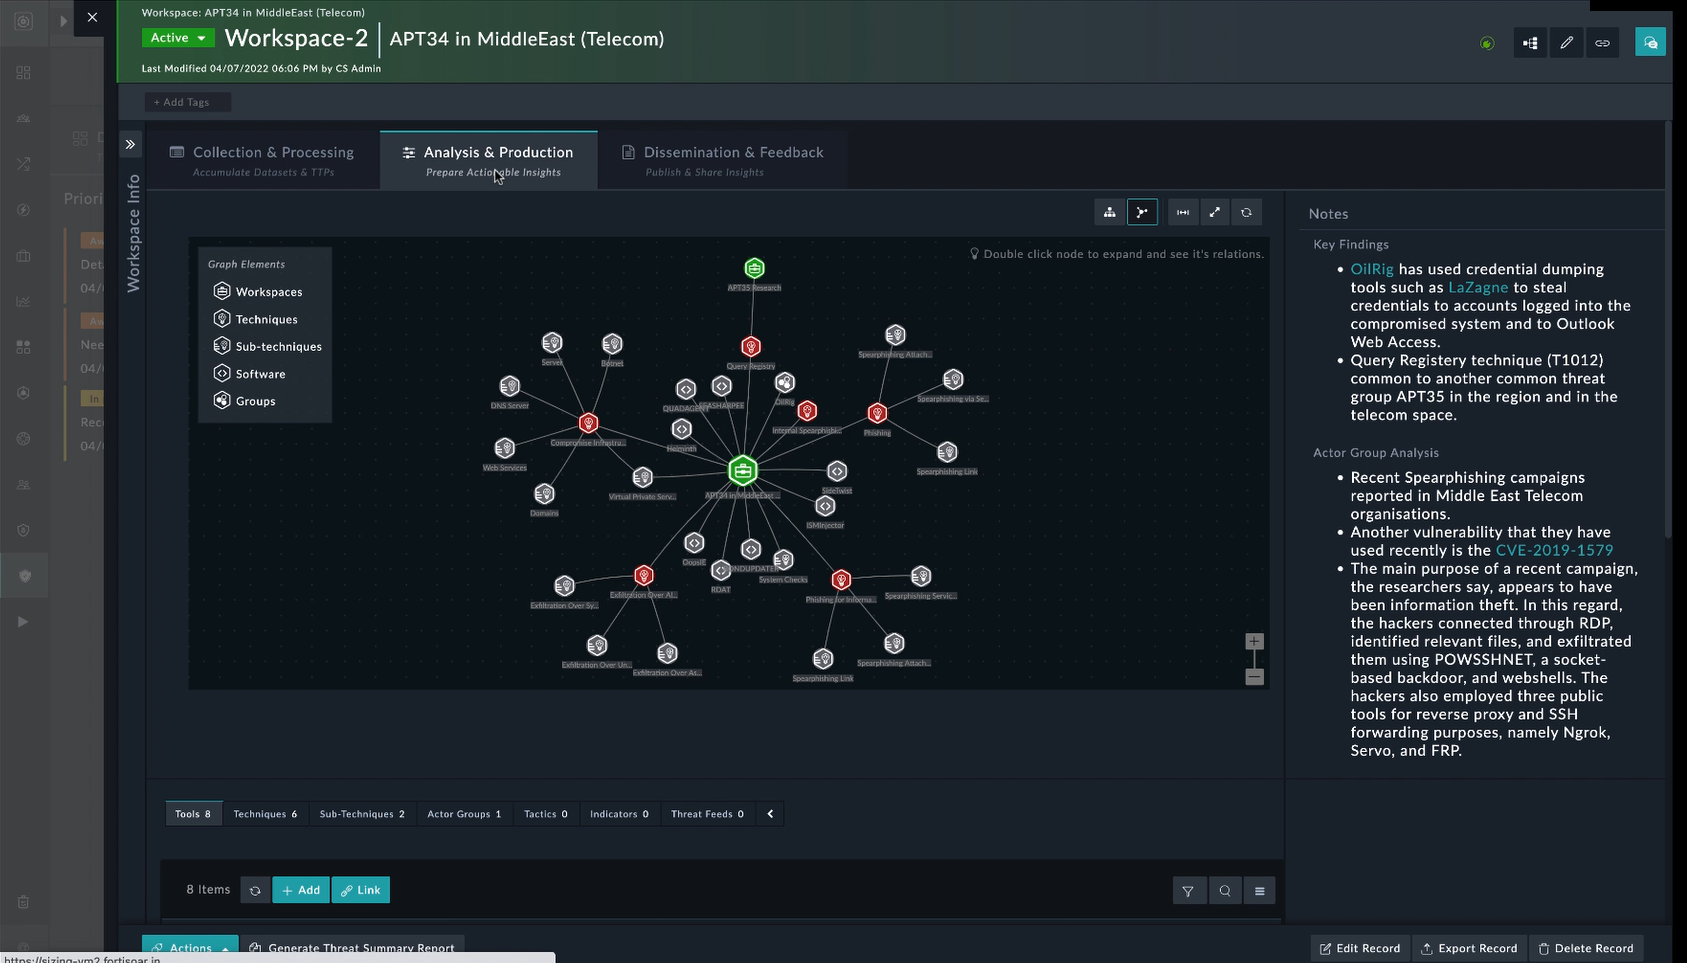 Workspace: APT34 in MiddleEast (Telecom)
Active
Workspace-2 | APT34 in MiddleEast (Telecom)
Last Modified 04/07/2022 06:06 PM by CS Admin
+ Add Tags
Workspace Info
Collection & Processing
Accumulate Datasets & TTPs
Analysis & Production
Prepare Actionable Insights
Dissemination & Feedback
Publish & Share Insights
Priori
04/
04/
In
04/
Graph Elements
Workspaces
Techniques
Sub-techniques
Software
Groups
Double click node to expand and see it's relations.
APT35 Research
Server
Botnet
Query Registry
Spearphishing Attach...
DNS Server
QUADAGENT
SEASHARPEE
OilRig
Spearphishing via Se...
Compromise Infrastru...
Internal Spearphishi...
Phishing
Helminth
Web Services
Spearphishing Link
Virtual Private Serv...
APT34 in MiddleEast ...
SideTwist
Domains
ISMInjector
OopsIE
RDAT
System Checks
Exfiltration Over Sy...
Exfiltration Over Al...
Phishing for Informa...
Spearphishing Servic...
Exfiltration Over Un...
Exfiltration Over As...
Spearphishing Link
Spearphishing Attach...
Notes
Key Findings
• OilRig has used credential dumping
tools such as LaZagne to steal
credentials to accounts logged into the
compromised system and to Outlook
Web Access.
• Query Registery technique (T1012)
common to another common threat
group APT35 in the region and in the
telecom space.
Actor Group Analysis
• Recent Spearphishing campaigns
reported in Middle East Telecom
organisations.
• Another vulnerability that they have
used recently is the CVE-2019-1579
• The main purpose of a recent campaign,
the researchers say, appears to have
been information theft. In this regard,
the hackers connected through RDP,
identified relevant files, and exfiltrated
them using POWSSHNET, a socket-
based backdoor, and webshells. The
hackers also employed three public
tools for reverse proxy and SSH
forwarding purposes, namely Ngrok,
Servo, and FRP.
Tools 8
Techniques 6
Sub-Techniques 2
Actor Groups 1
Tactics 0
Indicators 0
Threat Feeds 0
8 Items
+ Add
Link
Actions
Generate Threat Summary Report
Edit Record
Export Record
Delete Record